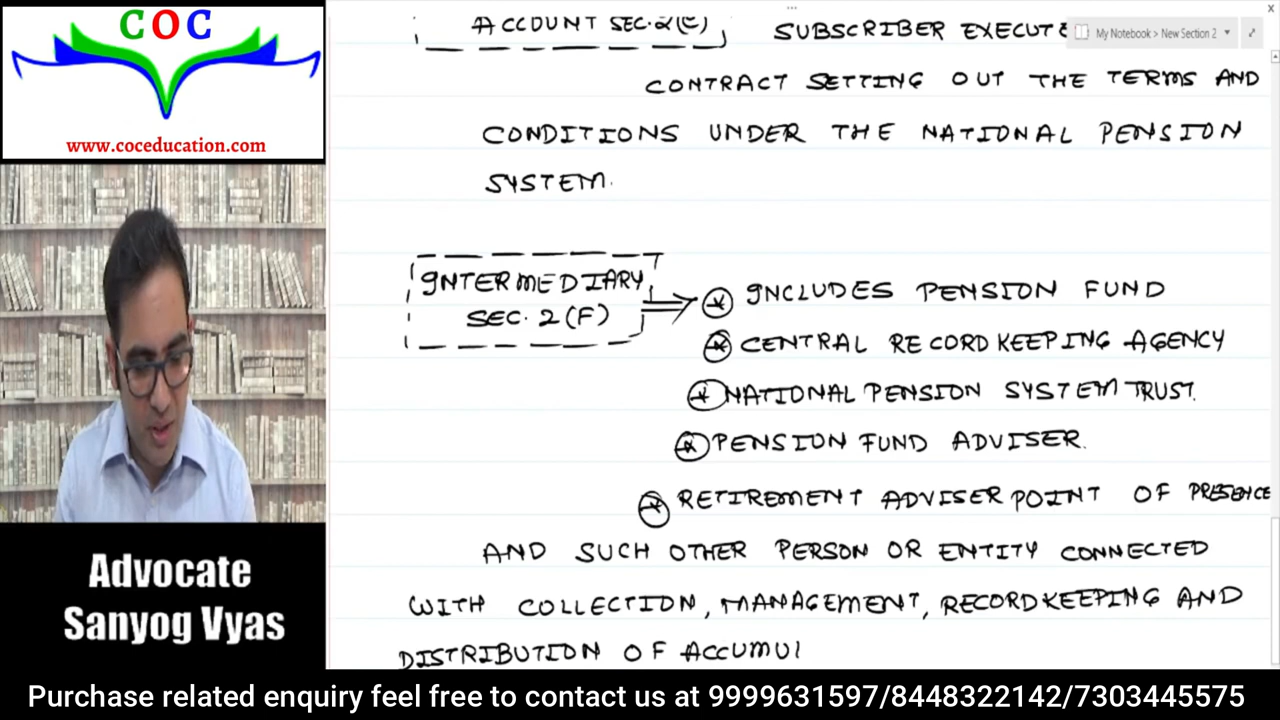 COC
www.coceducation.com
Advocate
Sanyog Vyas
ACCOUNT SEC.2(E)
SUBSCRIBER EXECUTE
My Notebook > New Section 2
CONTRACT SETTING OUT THE TERMS AND
CONDITIONS UNDER THE NATIONAL PENSION
SYSTEM.
INTERMEDIARY
SEC. 2(F)
INCLUDES PENSION FUND
CENTRAL RECORDKEEPING AGENCY
NATIONAL PENSION SYSTEM TRUST.
PENSION FUND ADVISER.
RETIREMENT ADVISER POINT OF PRESENCE
AND SUCH OTHER PERSON OR ENTITY CONNECTED
WITH COLLECTION, MANAGEMENT, RECORDKEEPING AND
DISTRIBUTION OF ACCUMUL
Purchase related enquiry feel free to contact us at 9999631597/8448322142/7303445575